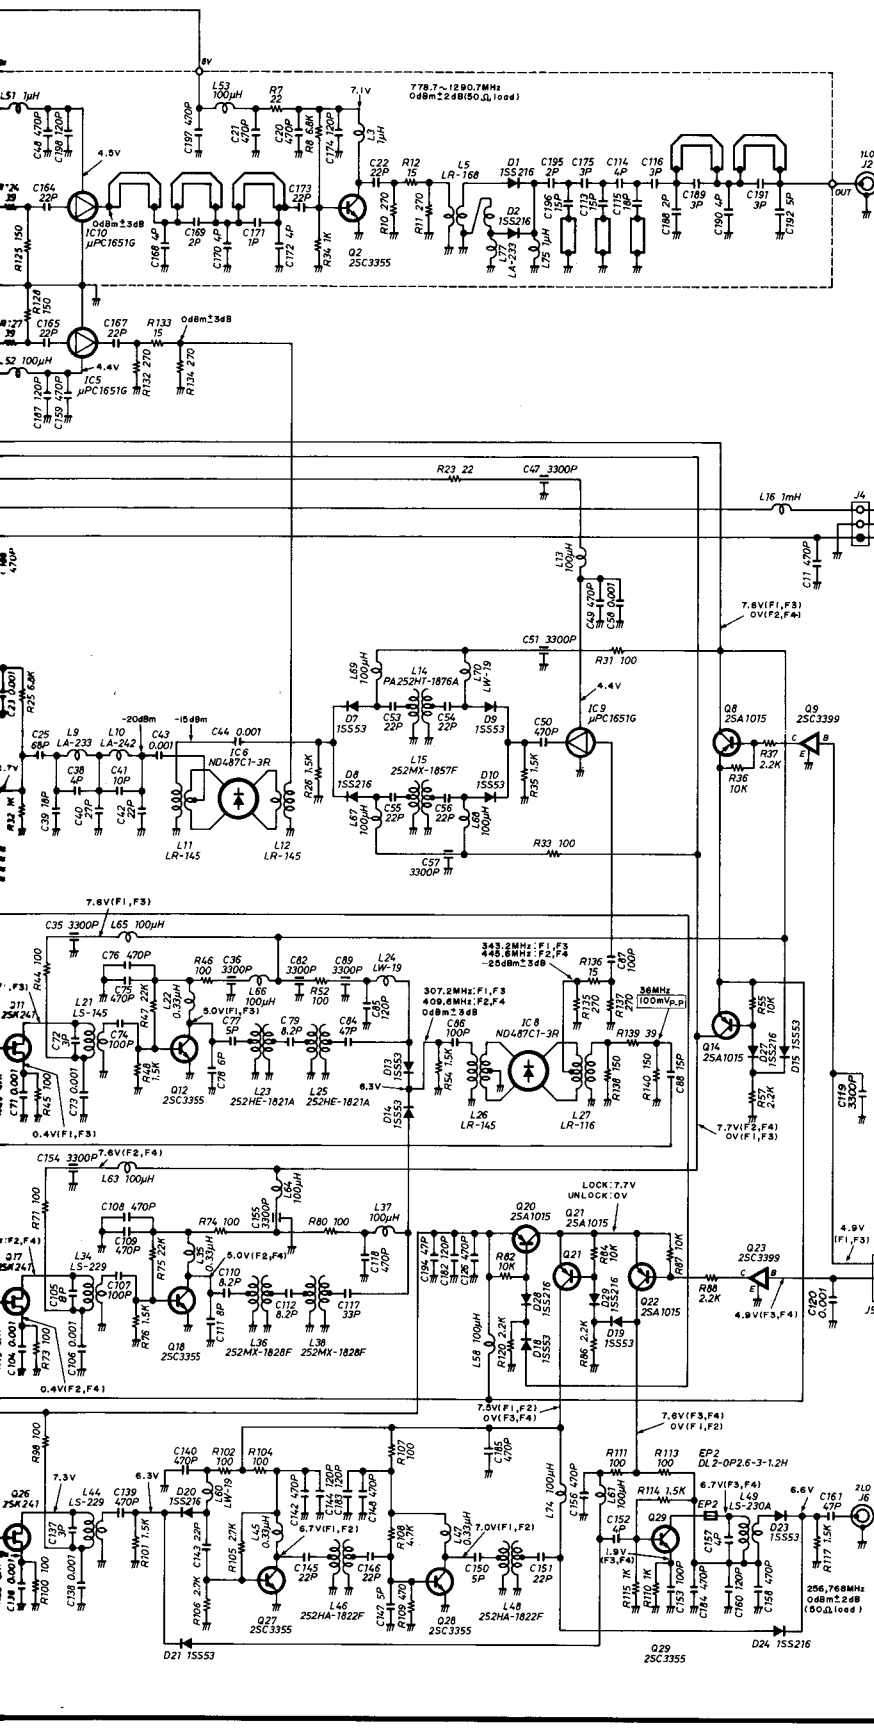 8V
L51 1µH
C48 470P
C198 120P
4.5V
C197 470P
L53
100µH
R7
22
C21 470P
C20 470P
R8 6.8K
C174 120P
7.1V
L3
1µH
778.7~1290.7MHz
0dBm±2dB(50Ω load)
39
C164
22P
R125 150
0dBm±3dB
IC10
µPC1651G
C168 4P
C169
2P
C170 4P
C171
1P
C172 4P
C173
22P
R34 1K
Q2
2SC3355
C22
22P
R12
15
R10 270
R11 270
L5
LR-168
D1
1SS216
D2
1SS216
L77
LA-233
L75 1µH
C195
2P
C196
15P
C175
3P
C113
15P
C114
4P
C115
18P
C116
3P
C188 2P
C189
3P
C190 4P
C191
3P
C192 5P
OUT
1LO
J2
R128
150
R127
39
C165
22P
C167
22P
R133
15
0dBm±3dB
L52 100µH
C187 120P
C159 470P
4.4V
IC5
µPC1651G
R132 270
R134 270
R23 22
C47 3300P
L16 1mH
J4
470P
L13
100µH
C11 470P
C49 470P
C58 0.001
7.6V(F1,F3)
0V(F2,F4)
C51 3300P
R31 100
C23 0.001
R25 6.8K
L69
100µH
L14
PA252HT-1876A
L70
LW-19
4.4V
IC9
µPC1651G
-20dBm
-15dBm
C25
68P
L9
LA-233
L10
LA-242
C43
0.001
C44 0.001
IC6
ND487C1-3R
D7
1SS53
C53
22P
C54
22P
D9
1SS53
C50
470P
Q8
2SA1015
Q9
2SC3399
C
B
E
R37
2.2K
R36
10K
C38
4P
C41
10P
R32 1K
C39 18P
C40
27P
C42
22P
L11
LR-145
L12
LR-145
R26 1.5K
D8
1SS216
L15
252MX-1857F
D10
1SS53
R35 1.5K
L67
100µH
C55
22P
C56
22P
L68
100µH
C57
3300P
R33 100
7.6V(F1,F3)
C35 3300P
L65 100µH
R44 100
C76 470P
C75
470P
R47 22K
R46
100
C36
3300P
L66
100µH
C82
3300P
R52
100
C89
3300P
L24
LW-19
C85
120P
L22
0.33µH
5.0V(F1,F3)
343.2MHz:F1,F3
445.6MHz:F2,F4
-25dBm±3dB
R136
15
C87
100P
R135
270
R137
270
36MHz
100mVP-P
307.2MHz:F1,F3
409.6MHz:F2,F4
0dBm±3dB
Q11
2SK241
L21
LS-145
C72
3P
C74
100P
C77
5P
C79
8.2P
C84
47P
C86
100P
IC8
ND487C1-3R
R139 39
R55
10K
Q14
2SA1015
D27
1SS216
D15 1SS53
C71 0.001
R45 100
C73 0.001
R48
1.5K
Q12
2SC3355
C78 6P
L23
252HE-1821A
L25
252HE-1821A
D13
1SS53
6.3V
D14
1SS53
R54 1.5K
L26
LR-145
L27
LR-116
R138 150
R140 150
C88 15P
R57
2.2K
C119
3300P
0.4V(F1,F3)
7.7V(F2,F4)
0V(F1,F3)
C154 3300P
7.6V(F2,F4)
L63 100µH
R71 100
C108 470P
C109
470P
R75 22K
R74 100
C155
3300P
L64
100µH
R80 100
L37
100µH
C118
470P
L35
0.33µH
5.0V(F2,F4)
LOCK:7.7V
UNLOCK:0V
Q20
2SA1015
Q21
2SA1015
Q21
C194 47P
C182 120P
C126 470P
R82
10K
R84
10K
R87 10K
Q23
2SC3399
C
B
E
4.9V
(F1,F3)
Q17
2SK241
L34
LS-229
C105
8P
C107
100P
C110
8.2P
C112
8.2P
C117
33P
D28
1SS216
D29
1SS216
Q22
2SA1015
R88
2.2K
4.9V(F3,F4)
C120
0.001
C104 0.001
R73 100
C106 0.001
R76 1.5K
Q18
2SC3355
C111 8P
L36
252MX-1828F
L38
252MX-1828F
L58 100µH
R120 2.2K
D18
1SS53
R86 2.2K
D19
1SS53
0.4V(F2,F4)
7.5V(F1,F2)
0V(F3,F4)
7.6V(F3,F4)
0V(F1,F2)
R98 100
C140
470P
R102
100
R104
100
R107
100
C185
470P
R111
100
R113
100
EP2
DL2-OP2.6-3-1.2H
Q26
2SK241
7.3V
L44
LS-229
C139
470P
6.3V
D20
1SS216
L60
LW-19
C142 470P
C144 120P
C183 120P
C148 470P
L74 100µH
C156 470P
L61
100µH
R114 1.5K
6.7V(F3,F4)
L49
LS-230A
6.6V
C161
47P
2LO
J6
C137
3P
R101 1.5K
C143 22P
R105 27K
L45
0.33µH
6.7V(F1,F2)
R108
4.7K
L47
0.33µH
7.0V(F1,F2)
C152
4P
Q29
EP2
C157
4P
D23
1SS53
R117 1.5K
C138 0.001
R100 100
R106 2.7K
C145
22P
C146
22P
C150
5P
C151
22P
1.9V
(F3,F4)
Q27
2SC3355
L46
252HA-1822F
C147 5P
R109 470
Q28
2SC3355
L48
252HA-1822F
R115 1K
R110 1K
C153 100P
C184 470P
C160 120P
C158 470P
256,768MHz
0dBm±2dB
(50Ω load)
D21 1SS53
D24 1SS216
Q29
2SC3355